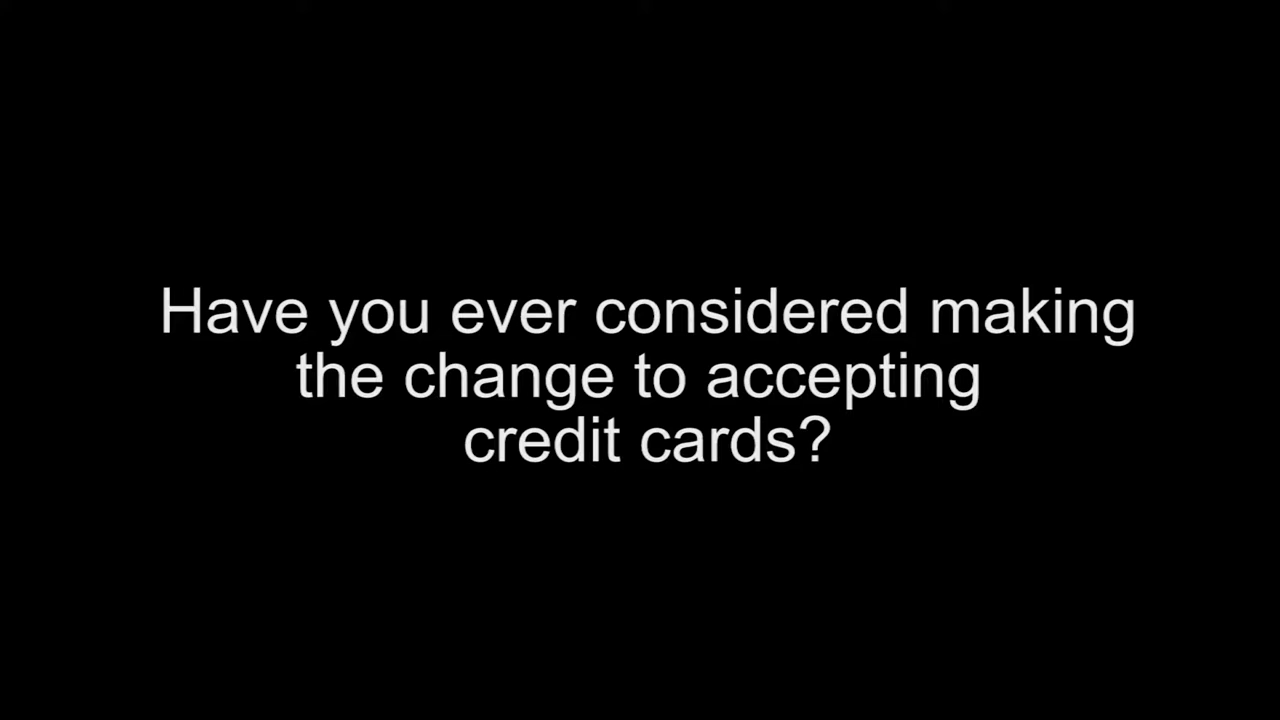 Have you ever considered making
the change to accepting
credit cards?